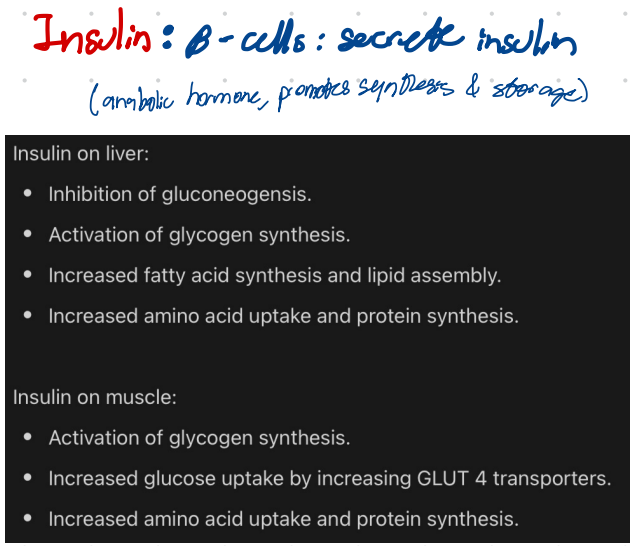 Insulin: β-cells: secrete insulin
(anabolic hormone, promotes synthesis & storage)
Insulin on liver:
• Inhibition of gluconeogensis.
• Activation of glycogen synthesis.
• Increased fatty acid synthesis and lipid assembly.
• Increased amino acid uptake and protein synthesis.
Insulin on muscle:
• Activation of glycogen synthesis.
• Increased glucose uptake by increasing GLUT 4 transporters.
• Increased amino acid uptake and protein synthesis.